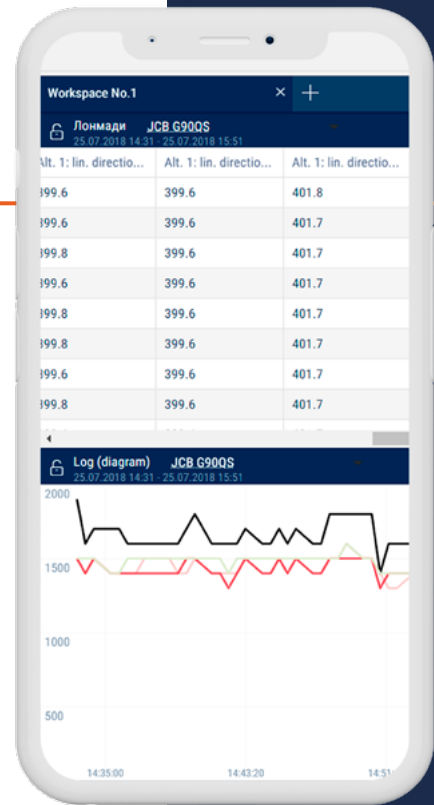 Workspace No.1 × +
Лонмади JCB G90QS
25.07.2018 14:31 - 25.07.2018 15:51
Alt. 1: lin. directio... Alt. 1: lin. directio... Alt. 1: lin. directio...
399.6 399.6 401.8
399.6 399.6 401.7
399.8 399.6 401.7
399.6 399.6 401.7
399.8 399.6 401.7
399.8 399.6 401.7
399.6 399.6 401.7
399.8 399.6 401.7
Log (diagram) JCB G90QS
25.07.2018 14:31 - 25.07.2018 15:51
2000
1500
1000
500
14:35:00 14:43:20 14:51